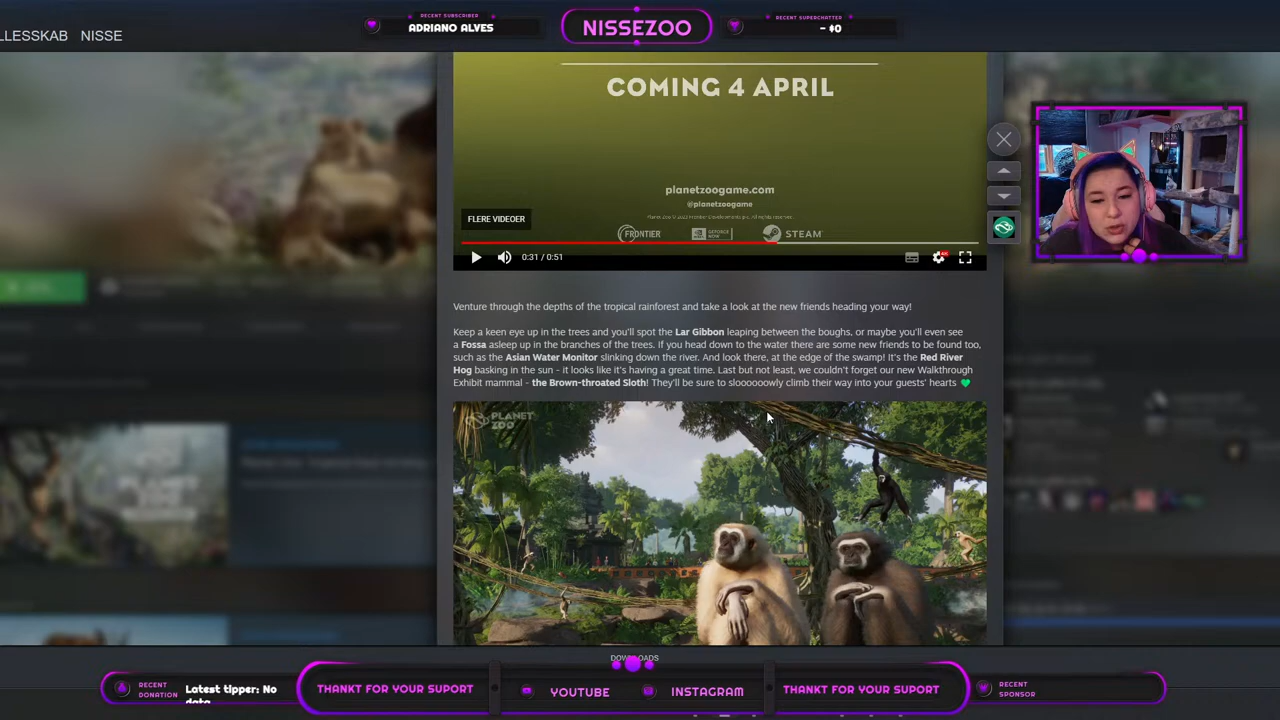 LLESSKAB NISSE
RECENT SUBSCRIBER
ADRIANO ALVES
NISSEZOO
RECENT SUPERCHATTER
- $0
COMING 4 APRIL
planetzoogame.com
@planetzoogame
FRONTIER
GEFORCE NOW
STEAM
FLERE VIDEOER
0:31 / 0:51
Venture through the depths of the tropical rainforest and take a look at the new friends heading your way!
Keep a keen eye up in the trees and you'll spot the Lar Gibbon leaping between the boughs, or maybe you'll even see
a Fossa asleep up in the branches of the trees. If you head down to the water there are some new friends to be found too,
such as the Asian Water Monitor slinking down the river. And look there, at the edge of the swamp! It's the Red River
Hog basking in the sun - it looks like it's having a great time. Last but not least, we couldn't forget our new Walkthrough
Exhibit mammal - the Brown-throated Sloth! They'll be sure to sloooooowly climb their way into your guests' hearts 💚
PLANET
ZOO
RECENT
DONATION
Latest tipper: No
data
THANKT FOR YOUR SUPORT
YOUTUBE
INSTAGRAM
THANKT FOR YOUR SUPORT
RECENT
SPONSOR